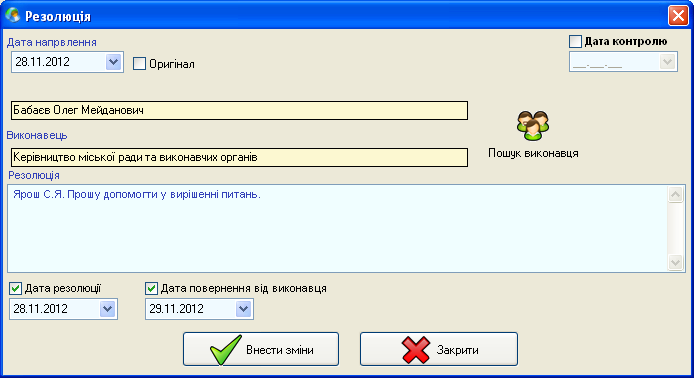 Резолюція
Дата напрвлення
Дата контролю
28.11.2012
Оригінал
__.__.__
Бабаєв Олег Мейданович
Виконавець
Пошук виконавця
Керівництво міської ради та виконавчих органів
Резолюція
Ярош С.Я. Прошу допомогти у вирішенні питань.
Дата резолюції
Дата повернення від виконавця
28.11.2012
29.11.2012
Внести зміни
Закрити